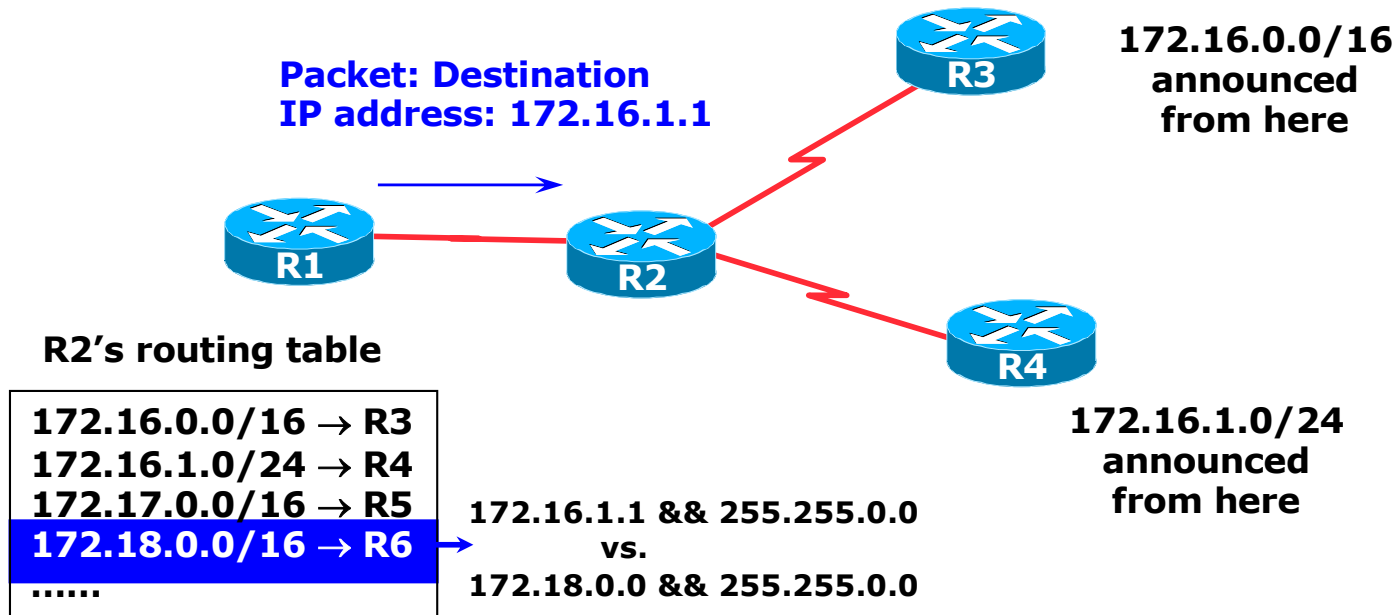 Packet: Destination
IP address: 172.16.1.1
R3
172.16.0.0/16
announced
from here
R1
R2
R4
172.16.1.0/24
announced
from here
R2’s routing table
172.16.0.0/16 → R3
172.16.1.0/24 → R4
172.17.0.0/16 → R5
172.18.0.0/16 → R6
……
172.16.1.1 && 255.255.0.0
vs.
172.18.0.0 && 255.255.0.0